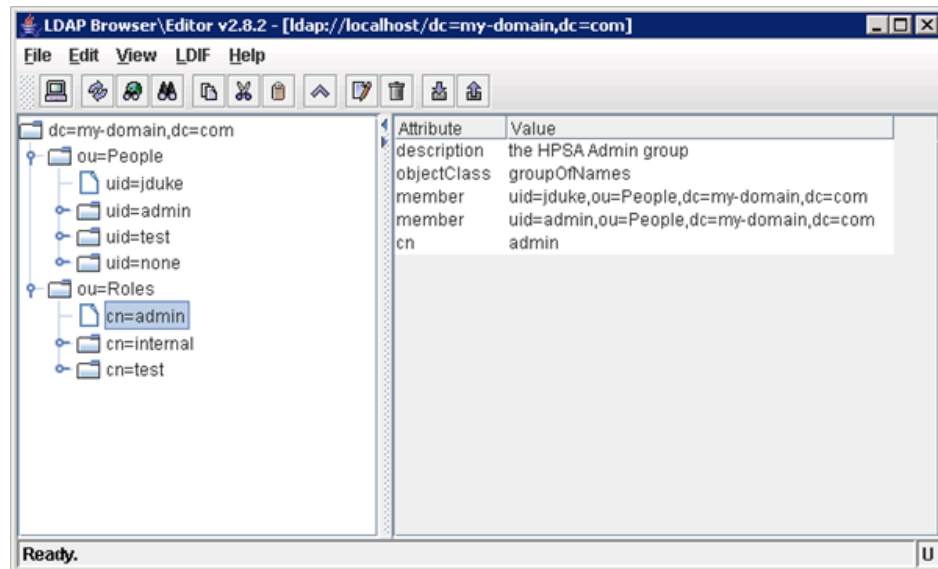 LDAP Browser\Editor v2.8.2 - [ldap://localhost/dc=my-domain,dc=com]
File Edit View LDIF Help
dc=my-domain,dc=com
ou=People
uid=jduke
uid=admin
uid=test
uid=none
ou=Roles
cn=admin
cn=internal
cn=test
Attribute Value
description the HPSA Admin group
objectClass groupOfNames
member uid=jduke,ou=People,dc=my-domain,dc=com
member uid=admin,ou=People,dc=my-domain,dc=com
cn admin
Ready. U